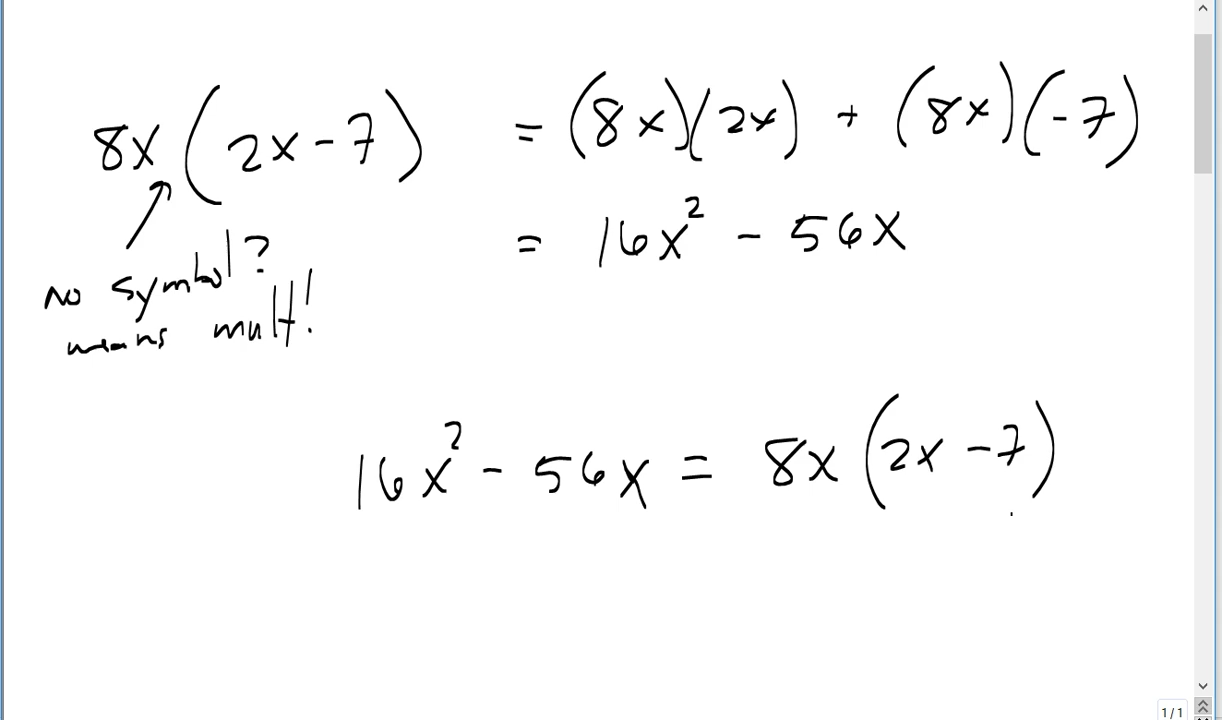 8x(2x-7) = (8x)(2x) + (8x)(-7)
= 16x² - 56x
No symbol?
means mult!
16x² - 56x = 8x(2x-7)
1/1